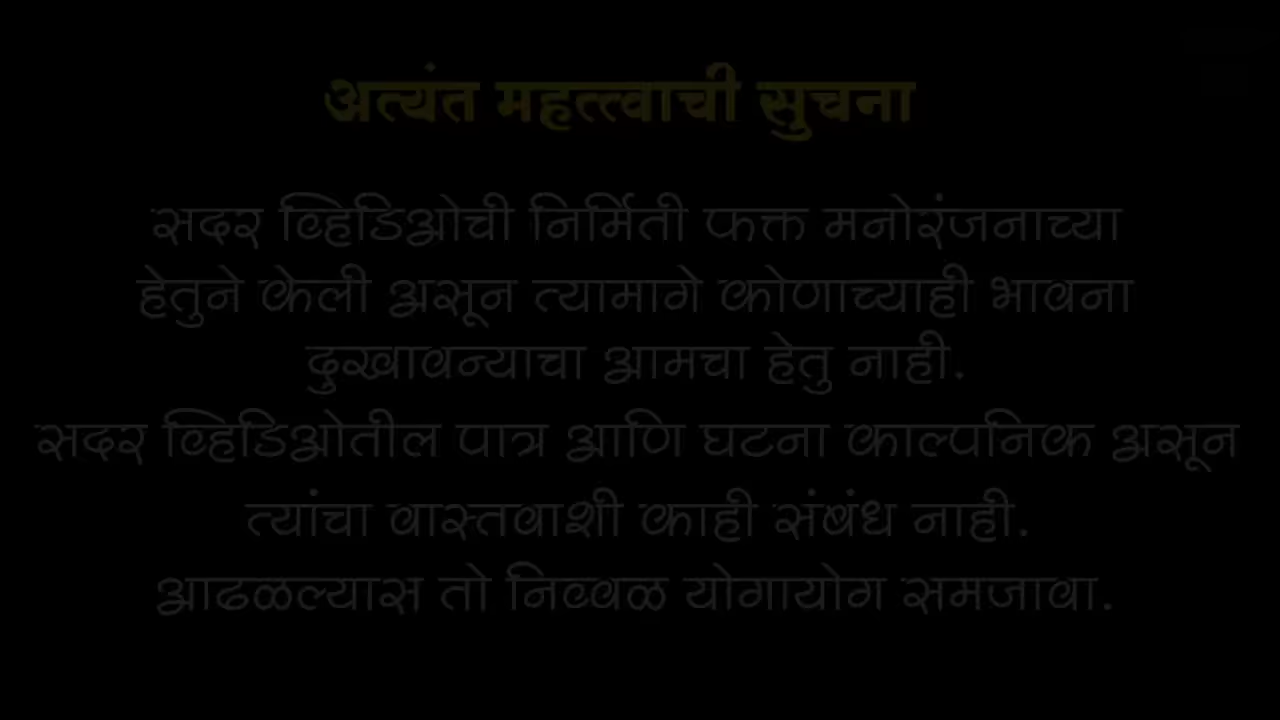 अत्यंत महत्त्वाची सुचना
सदर व्हिडिओची निर्मिती फक्त मनोरंजनाच्या
हेतुने केली असून त्यामागे कोणाच्याही भावना
दुखावन्याचा आमचा हेतु नाही.
सदर व्हिडिओतील पात्र आणि घटना काल्पनिक असून
त्यांचा वास्तवाशी काही संबंध नाही.
आढळल्यास तो निव्वळ योगायोग समजावा.